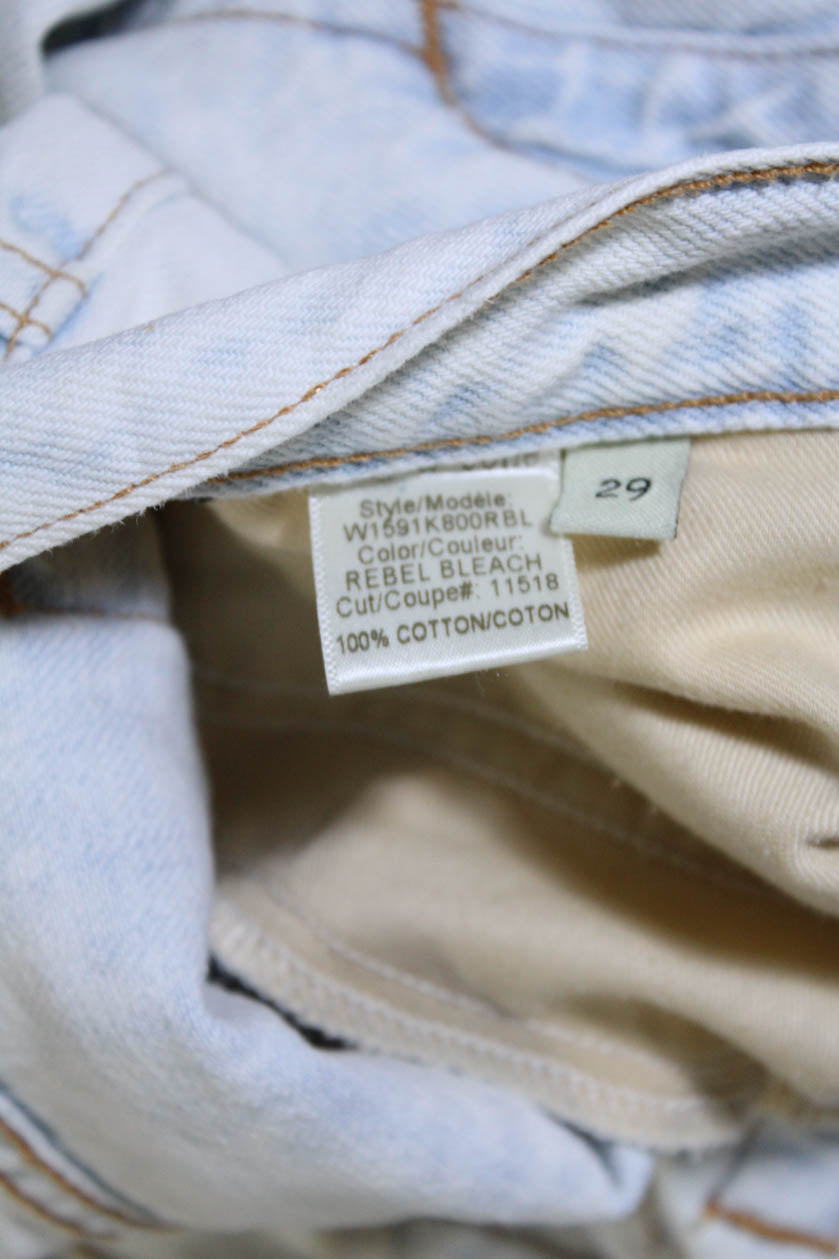 Style/Modèle:
W1591K800RBL
Color/Couleur:
REBEL BLEACH
Cut/Coupe#: 11518
100% COTTON/COTON
29